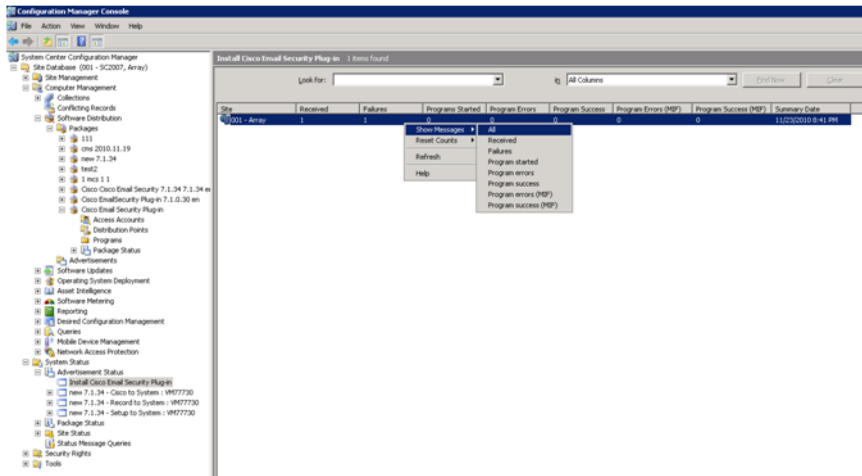 Configuration Manager Console
File Action View Window Help
System Center Configuration Manager
Site Database (001 - SC2007, Array)
Site Management
Computer Management
Collections
Conflicting Records
Software Distribution
Packages
111
cms 2010.11.19
new 7.1.34
test2
1 mcs 1 1
Cisco Cisco Email Security 7.1.34 7.1.34 en
Cisco EmailSecurity Plug-in 7.1.0.30 en
Cisco Email Security Plug-in
Access Accounts
Distribution Points
Programs
Package Status
Advertisements
Software Updates
Operating System Deployment
Asset Intelligence
Software Metering
Reporting
Desired Configuration Management
Queries
Mobile Device Management
Network Access Protection
System Status
Advertisement Status
Install Cisco Email Security Plug-in
new 7.1.34 - Cisco to System : VM77730
new 7.1.34 - Record to System : VM77730
new 7.1.34 - Setup to System : VM77730
Package Status
Site Status
Status Message Queries
Security Rights
Tools
Install Cisco Email Security Plug-in 1 items found
Look for: in All Columns Find Now Clear
Site Received Failures Programs Started Program Errors Program Success Program Errors (MIF) Program Success (MIF) Summary Date
001 - Array 1 1 0 0 0 0 0 11/23/2010 8:41 PM
Show Messages
Reset Counts
Refresh
Help
All
Received
Failures
Program started
Program errors
Program success
Program errors (MIF)
Program success (MIF)